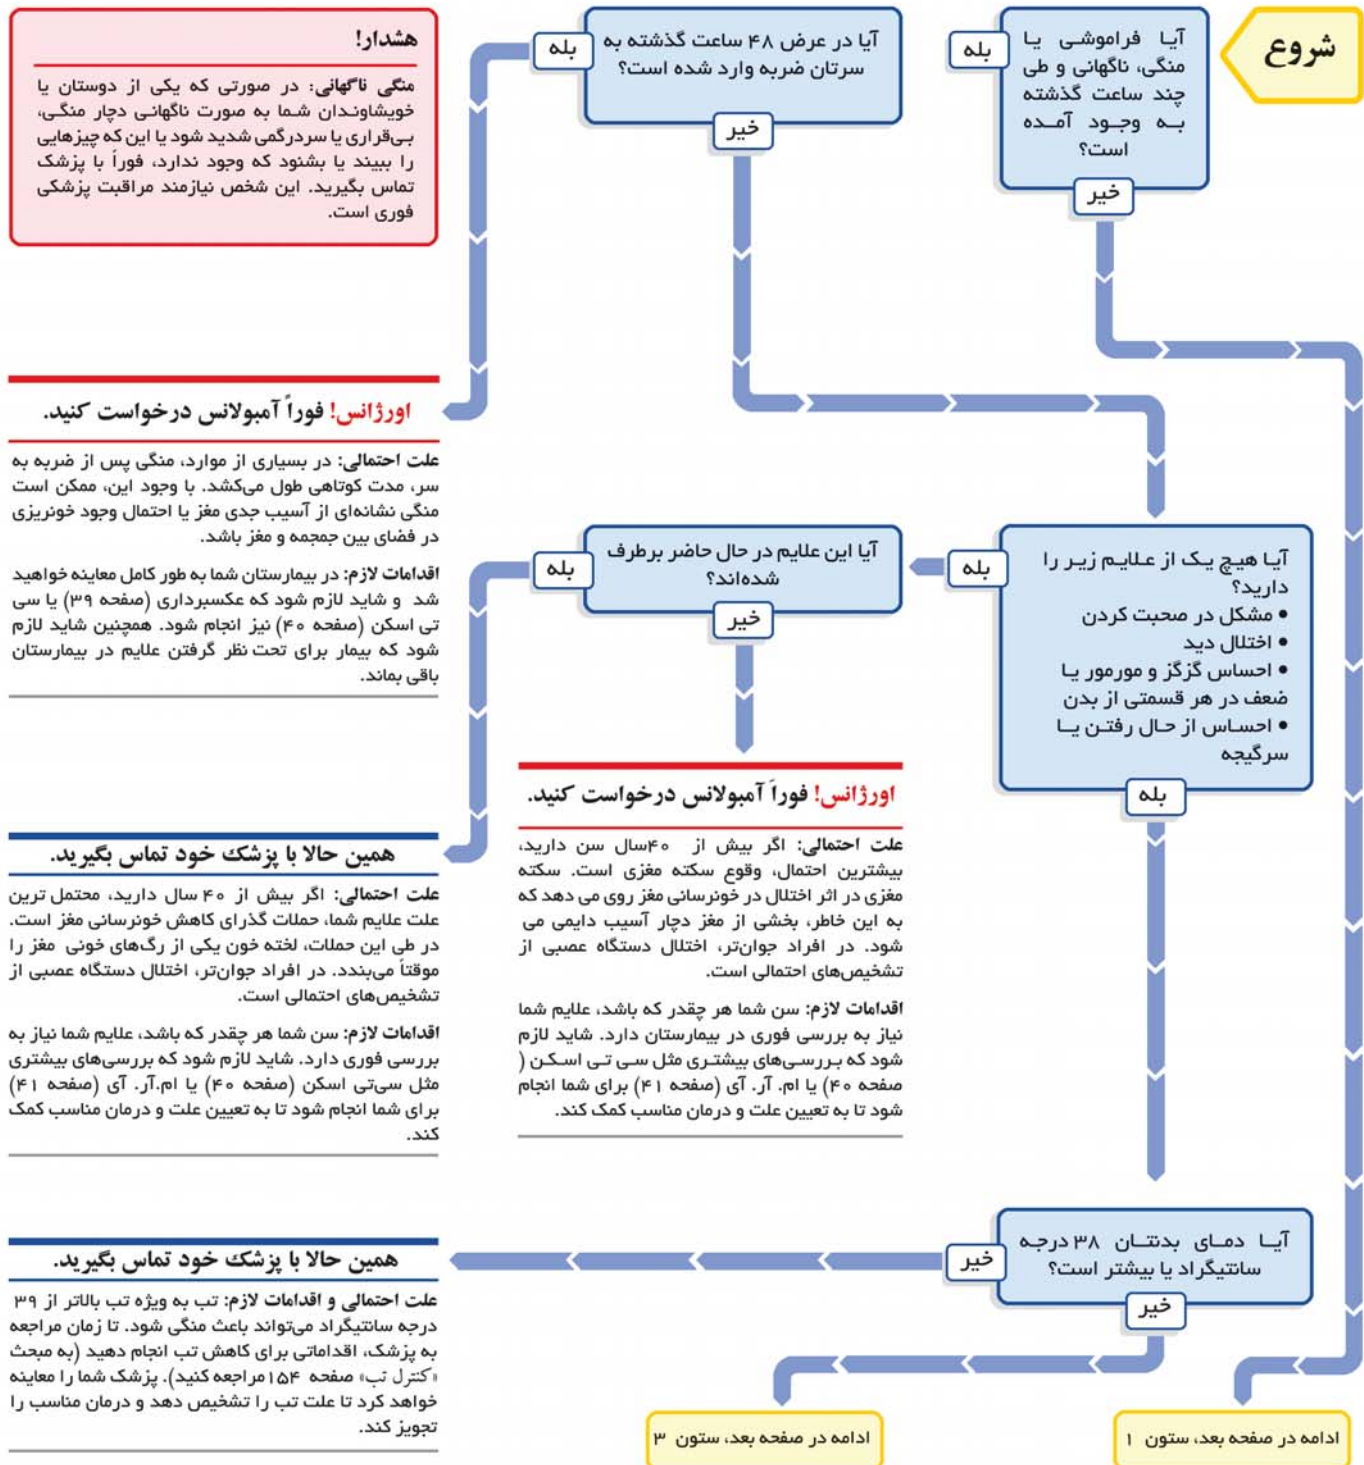 شروع
آیا فراموشی یا
منگی، ناگهانی و طی
چند ساعت گذشته
به وجود آمده
است؟
بله
خیر
آیا در عرض ۴۸ ساعت گذشته به
سرتان ضربه وارد شده است؟
بله
خیر
هشدار!
منگی ناگهانی: در صورتی که یکی از دوستان یا
خویشاوندان شما به صورت ناگهانی دچار منگی،
بی‌قراری یا سردرگمی شدید شود یا این که چیزهایی
را ببیند یا بشنود که وجود ندارد، فوراً با پزشک
تماس بگیرید. این شخص نیازمند مراقبت پزشکی
فوری است.
اورژانس! فوراً آمبولانس درخواست کنید.
علت احتمالی: در بسیاری از موارد، منگی پس از ضربه به
سر، مدت کوتاهی طول می‌کشد. با وجود این، ممکن است
منگی نشانه‌ای از آسیب جدی مغز یا احتمال وجود خونریزی
در فضای بین جمجمه و مغز باشد.
اقدامات لازم: در بیمارستان شما به طور کامل معاینه خواهید
شد و شاید لازم شود که عکسبرداری (صفحه ۳۹) یا سی
تی اسکن (صفحه ۴۰) نیز انجام شود. همچنین شاید لازم
شود که بیمار برای تحت نظر گرفتن علایم در بیمارستان
باقی بماند.
آیا هیچ یک از علایم زیر را
دارید؟
• مشکل در صحبت کردن
• اختلال دید
• احساس گزگز و مورمور یا
ضعف در هر قسمتی از بدن
• احساس از حال رفتن یا
سرگیجه
بله
بله
آیا این علایم در حال حاضر برطرف
شده‌اند؟
بله
خیر
اورژانس! فوراً آمبولانس درخواست کنید.
علت احتمالی: اگر بیش از ۴۰سال سن دارید،
بیشترین احتمال، وقوع سکته مغزی است. سکته
مغزی در اثر اختلال در خونرسانی مغز روی می دهد که
به این خاطر، بخشی از مغز دچار آسیب دایمی می
شود. در افراد جوان‌تر، اختلال دستگاه عصبی از
تشخیص‌های احتمالی است.
اقدامات لازم: سن شما هر چقدر که باشد، علایم شما
نیاز به بررسی فوری در بیمارستان دارد. شاید لازم
شود که بررسی‌های بیشتری مثل سی تی اسکن (
صفحه ۴۰) یا ام. آر. آی (صفحه ۴۱) برای شما انجام
شود تا به تعیین علت و درمان مناسب کمک کند.
همین حالا با پزشک خود تماس بگیرید.
علت احتمالی: اگر بیش از ۴۰ سال دارید، محتمل ترین
علت علایم شما، حملات گذرای کاهش خونرسانی مغز است.
در طی این حملات، لخته خون یکی از رگ‌های خونی مغز را
موقتاً می‌بندد. در افراد جوان‌تر، اختلال دستگاه عصبی از
تشخیص‌های احتمالی است.
اقدامات لازم: سن شما هر چقدر که باشد، علایم شما نیاز به
بررسی فوری دارد. شاید لازم شود که بررسی‌های بیشتری
مثل سی‌تی اسکن (صفحه ۴۰) یا ام.آر. آی (صفحه ۴۱)
برای شما انجام شود تا به تعیین علت و درمان مناسب کمک
کند.
آیا دمای بدنتان ۳۸ درجه
سانتیگراد یا بیشتر است؟
خیر
خیر
همین حالا با پزشک خود تماس بگیرید.
علت احتمالی و اقدامات لازم: تب به ویژه تب بالاتر از ۳۹
درجه سانتیگراد می‌تواند باعث منگی شود. تا زمان مراجعه
به پزشک، اقداماتی برای کاهش تب انجام دهید (به مبحث
«کنترل تب» صفحه ۱۵۴مراجعه کنید). پزشک شما را معاینه
خواهد کرد تا علت تب را تشخیص دهد و درمان مناسب را
تجویز کند.
ادامه در صفحه بعد، ستون ۳
ادامه در صفحه بعد، ستون ۱